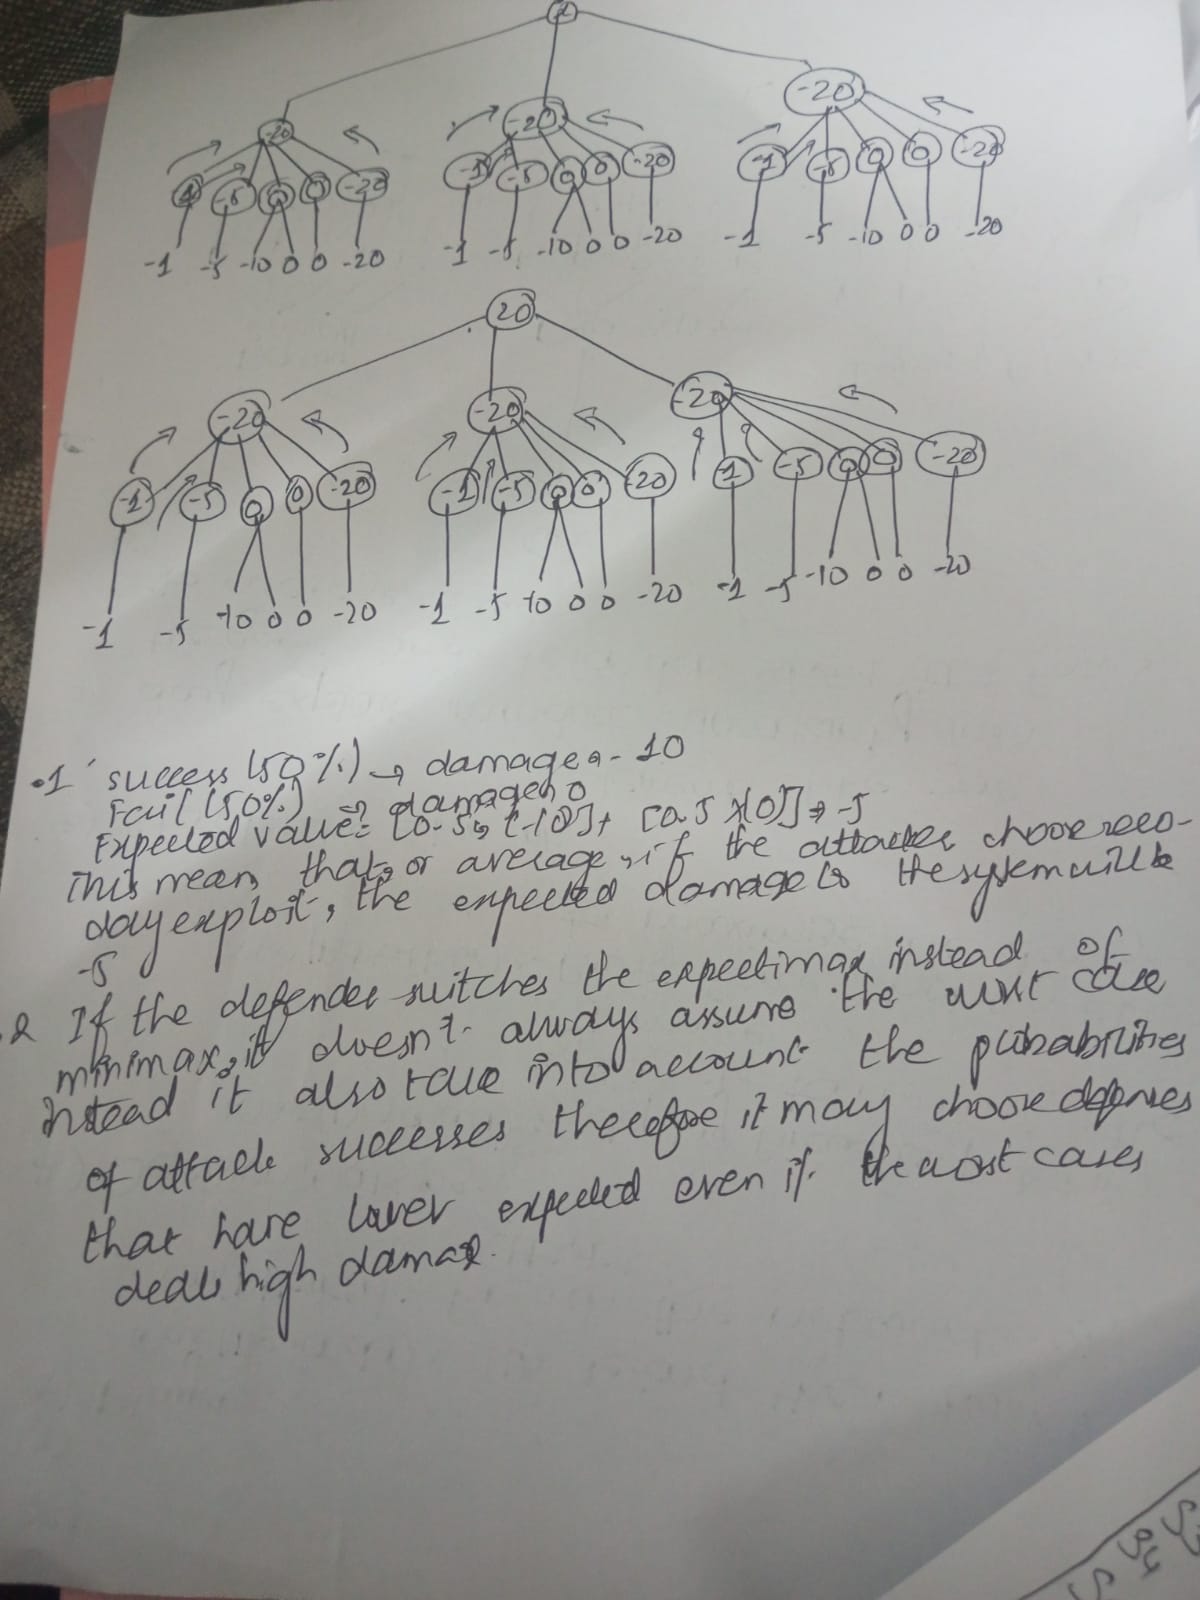 -20
-20 -20
-1 -5 0 0 -20 -1 -5 0 0 -20 -1 -5 0 0 -20
-1 -5 -10 0 0 -20 -1 -5 -10 0 0 -20 -1 -5 -10 0 0 -20
20
-20 -20 -20
-1 -5 0 0 -20 -1 -5 0 0 -20 1 -5 0 0 -20
-1 -5 -10 0 0 -20 -1 -5 10 0 0 -20 -1 -5 -10 0 0 -20
.1 success (50%) → damage - 10
Fail (50%) damage 0
Expected value = [0.5 (-10)] + [0.5 x(0)] → -5
This mean that, or average, if the attacker choose zero-
day exploit, the expected damage is the system will be
-5
.2 If the defender switches the expectimax instead of
minimax, it doesn't always assume the worst case
instead it also take into account the probabilities
of attack successes therefore it may choose defenses
that have lower expected even if the worst cases
deals high damage.